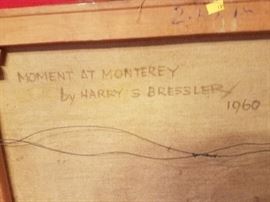 MOMENT AT MONTEREY
by HARRY S BRESSLER
1960